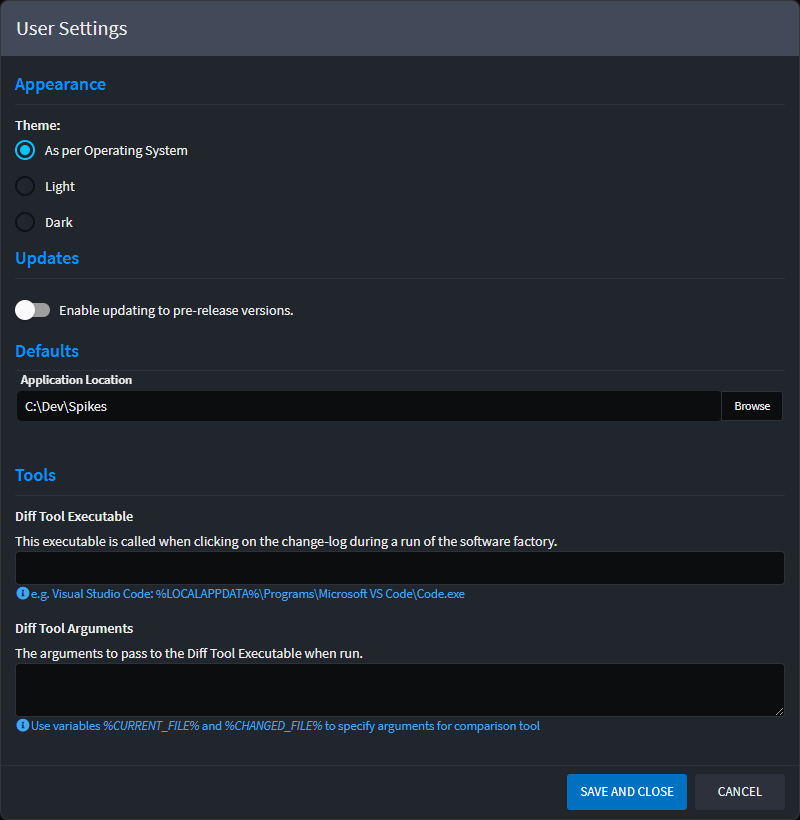 User Settings
Appearance
Theme:
As per Operating System
Light
Dark
Updates
Enable updating to pre-release versions.
Defaults
Application Location
C:\Dev\Spikes
Browse
Tools
Diff Tool Executable
This executable is called when clicking on the change-log during a run of the software factory.
e.g. Visual Studio Code: %LOCALAPPDATA%\Programs\Microsoft VS Code\Code.exe
Diff Tool Arguments
The arguments to pass to the Diff Tool Executable when run.
Use variables %CURRENT_FILE% and %CHANGED_FILE% to specify arguments for comparison tool
SAVE AND CLOSE
CANCEL